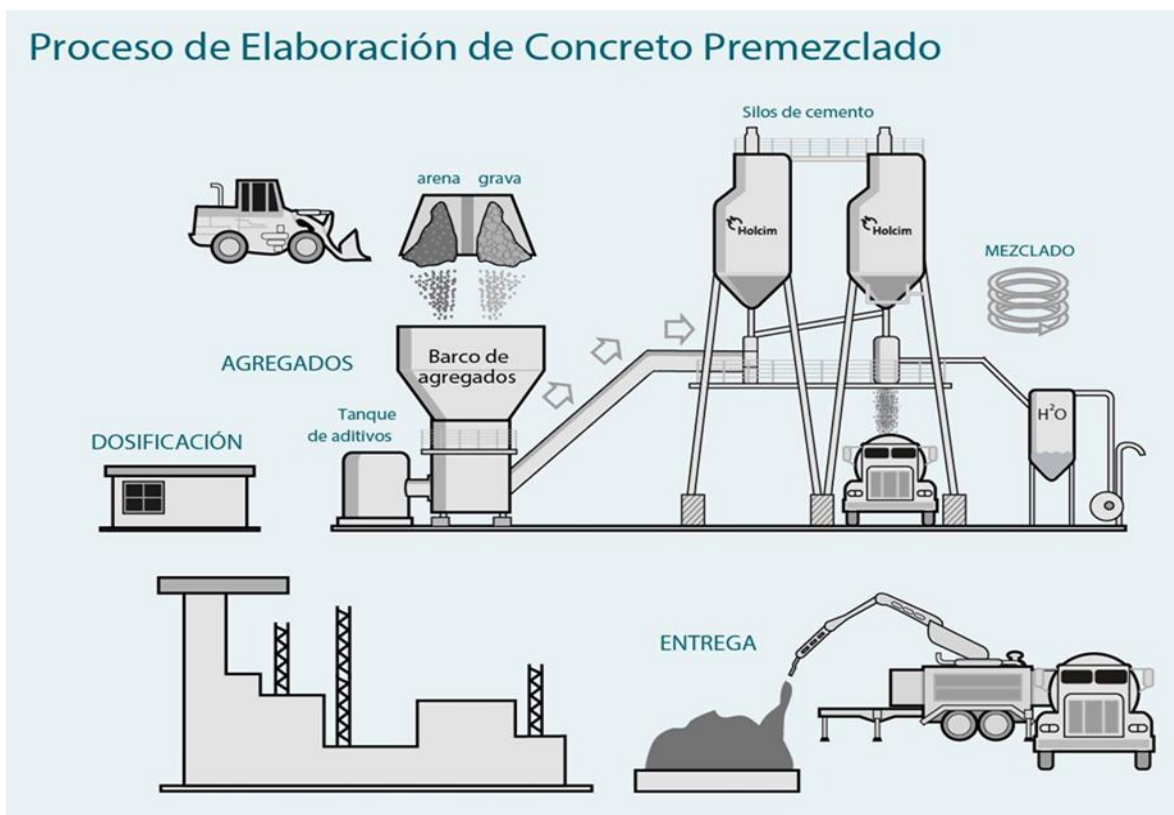 Proceso de Elaboración de Concreto Premezclado
Silos de cemento
arena grava
Holcim
Holcim
MEZCLADO
AGREGADOS
Barco de
agregados
Tanque
de aditivos
H²O
DOSIFICACIÓN
ENTREGA